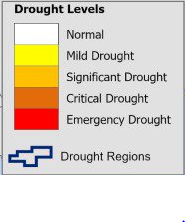 Drought Levels
Normal
Mild Drought
Significant Drought
Critical Drought
Emergency Drought
Drought Regions